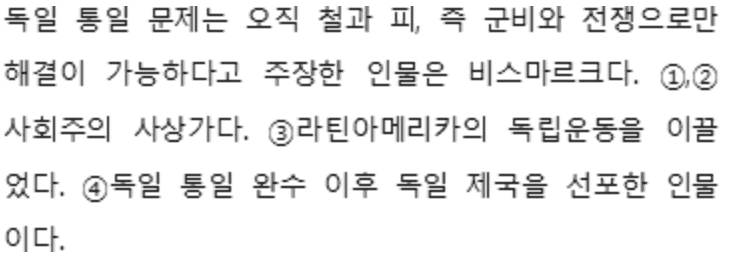 독일 통일 문제는 오직 철과 피, 즉 군비와 전쟁으로만
해결이 가능하다고 주장한 인물은 비스마르크다. ①,②
사회주의 사상가다. ③라틴아메리카의 독립운동을 이끌
었다. ④독일 통일 완수 이후 독일 제국을 선포한 인물
이다.